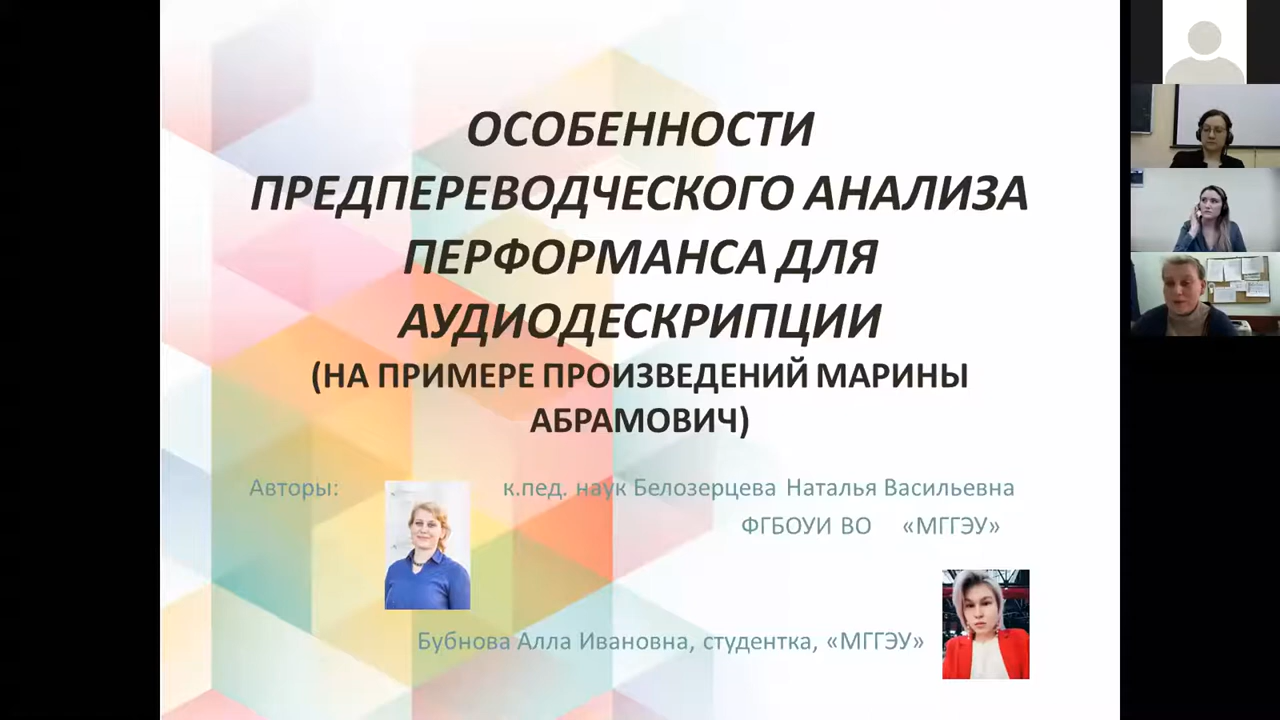 ОСОБЕННОСТИ
ПРЕДПЕРЕВОДЧЕСКОГО АНАЛИЗА
ПЕРФОРМАНСА ДЛЯ
АУДИОДЕСКРИПЦИИ
(НА ПРИМЕРЕ ПРОИЗВЕДЕНИЙ МАРИНЫ
АБРАМОВИЧ)
Авторы: к.пед. наук Белозерцева Наталья Васильевна
ФГБОУИ ВО «МГГЭУ»
Бубнова Алла Ивановна, студентка, «МГГЭУ»